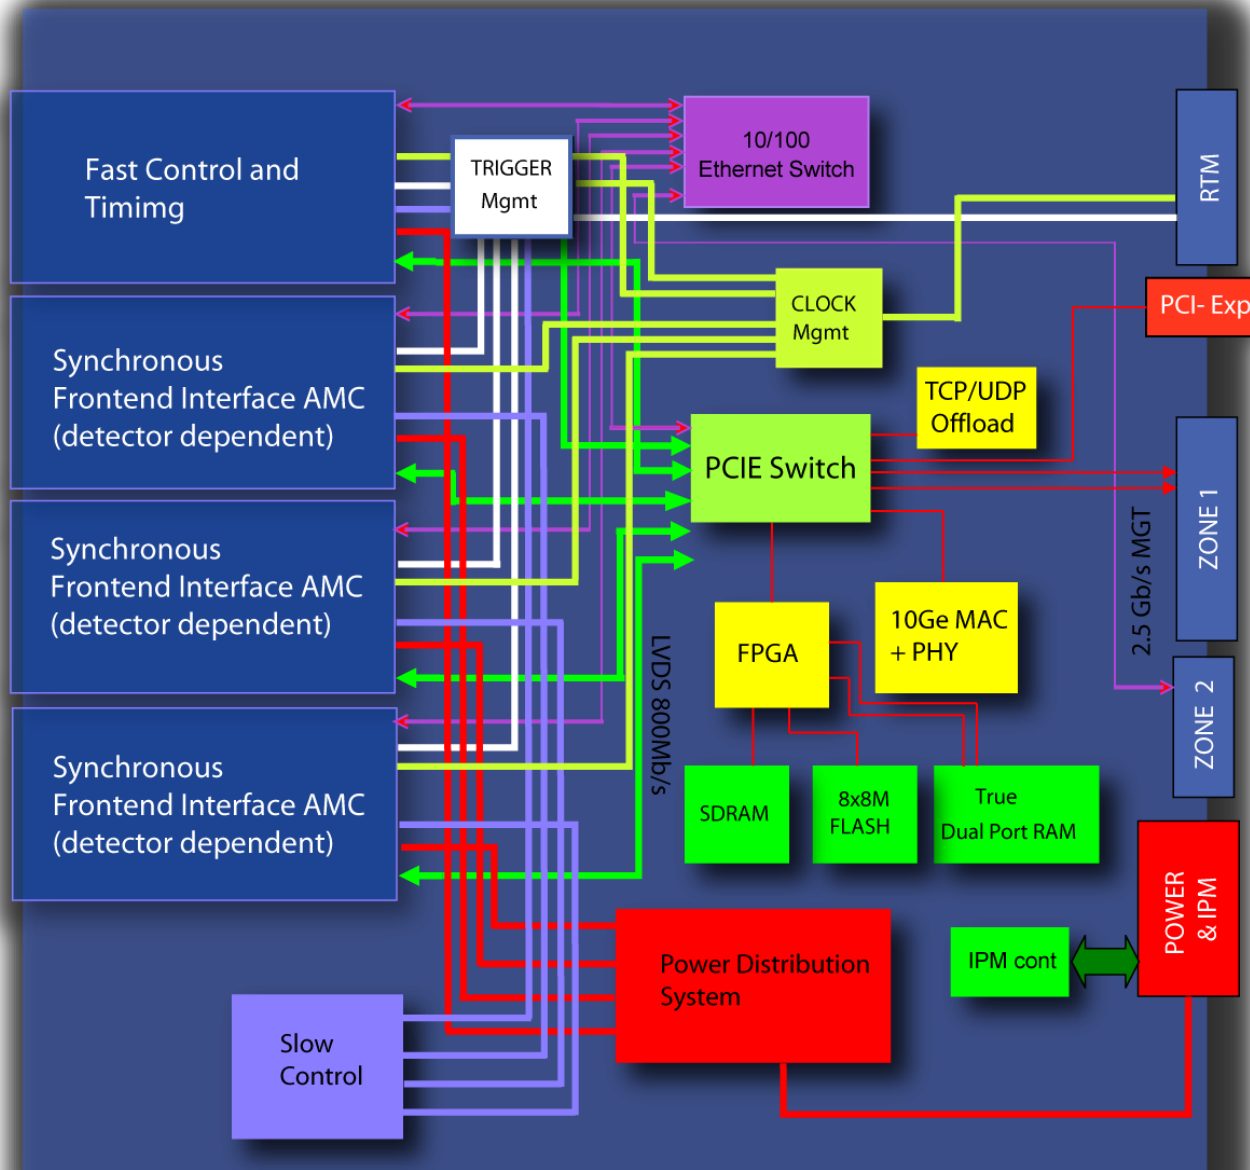 Fast Control and
Timimg
TRIGGER
Mgmt
10/100
Ethernet Switch
RTM
PCI- Exp
CLOCK
Mgmt
Synchronous
Frontend Interface AMC
(detector dependent)
TCP/UDP
Offload
PCIE Switch
ZONE 1
2.5 Gb/s MGT
Synchronous
Frontend Interface AMC
(detector dependent)
FPGA
10Ge MAC
+ PHY
LVDS 800Mb/s
ZONE 2
Synchronous
Frontend Interface AMC
(detector dependent)
SDRAM
8x8M
FLASH
True
Dual Port RAM
POWER
& IPM
IPM cont
Power Distribution
System
Slow
Control